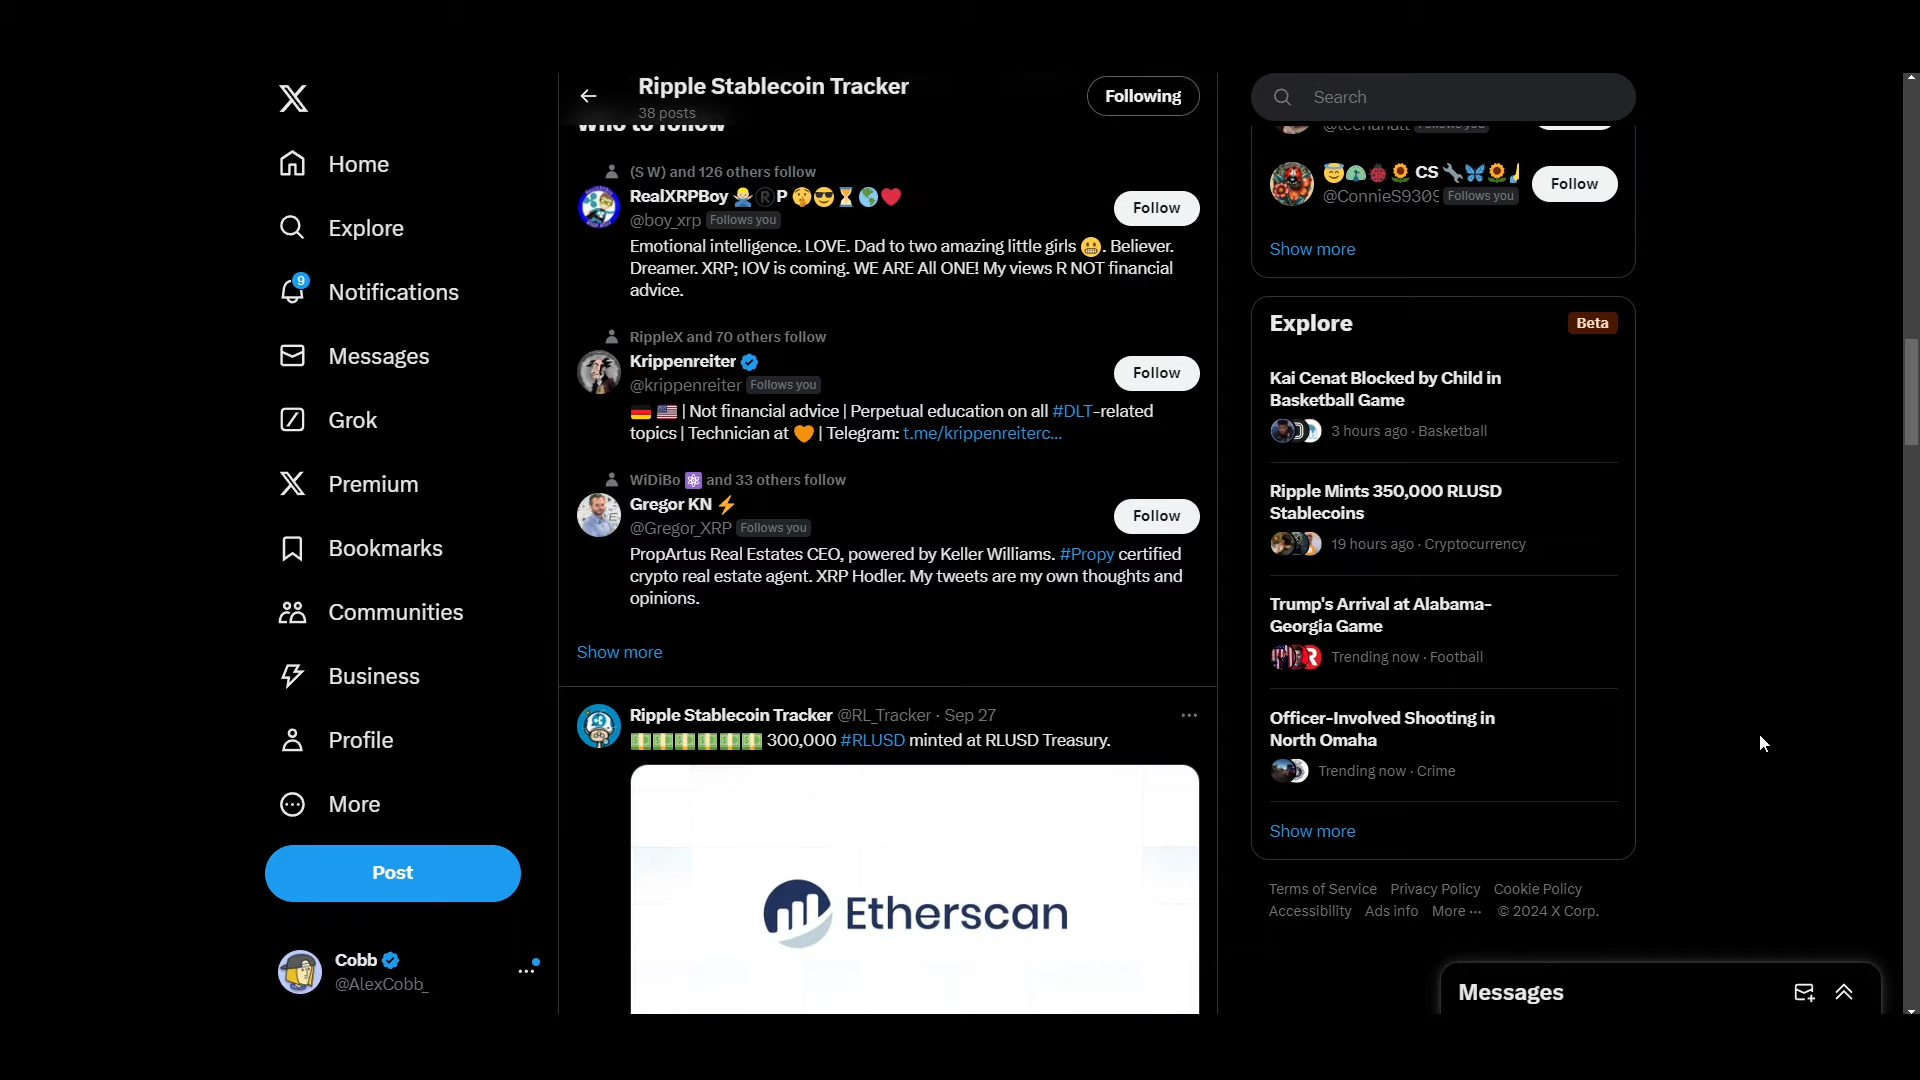 Home
Explore
9
Notifications
Messages
Grok
Premium
Bookmarks
Communities
Business
Profile
More
Post
Cobb
@AlexCobb_
Ripple Stablecoin Tracker
38 posts
Following
Who to follow
(S W) and 126 others follow
RealXRPBoy 🙅‍♂️®️P 🤫😎⏳🌎❤️
@boy_xrp Follows you
Follow
Emotional intelligence. LOVE. Dad to two amazing little girls 😬. Believer.
Dreamer. XRP; IOV is coming. WE ARE All ONE! My views R NOT financial
advice.
RippleX and 70 others follow
Krippenreiter
@krippenreiter Follows you
Follow
🇩🇪 🇺🇸 | Not financial advice | Perpetual education on all #DLT-related
topics | Technician at 🧡 | Telegram: t.me/krippenreiterc...
WiDiBo ⚛️ and 33 others follow
Gregor KN ⚡
@Gregor_XRP Follows you
Follow
PropArtus Real Estates CEO, powered by Keller Williams. #Propy certified
crypto real estate agent. XRP Hodler. My tweets are my own thoughts and
opinions.
Show more
Ripple Stablecoin Tracker @RL_Tracker · Sep 27
💵💵💵💵💵💵 300,000 #RLUSD minted at RLUSD Treasury.
Etherscan
Search
Follows you
CS
@ConnieS9309 Follows you
Follow
Show more
Explore
Beta
Kai Cenat Blocked by Child in
Basketball Game
3 hours ago · Basketball
Ripple Mints 350,000 RLUSD
Stablecoins
19 hours ago · Cryptocurrency
Trump's Arrival at Alabama-
Georgia Game
Trending now · Football
Officer-Involved Shooting in
North Omaha
Trending now · Crime
Show more
Terms of Service Privacy Policy Cookie Policy
Accessibility Ads info More ··· © 2024 X Corp.
Messages